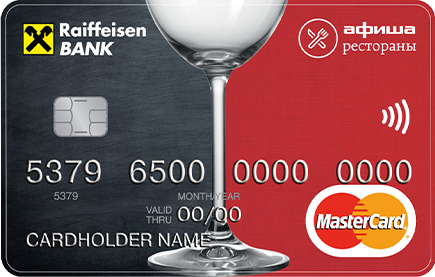 Raiffeisen
BANK
афиша
рестораны
5379 6500 0000 0000
5379
MONTH/YEAR
VALID
THRU
00/00
CARDHOLDER NAME
MasterCard